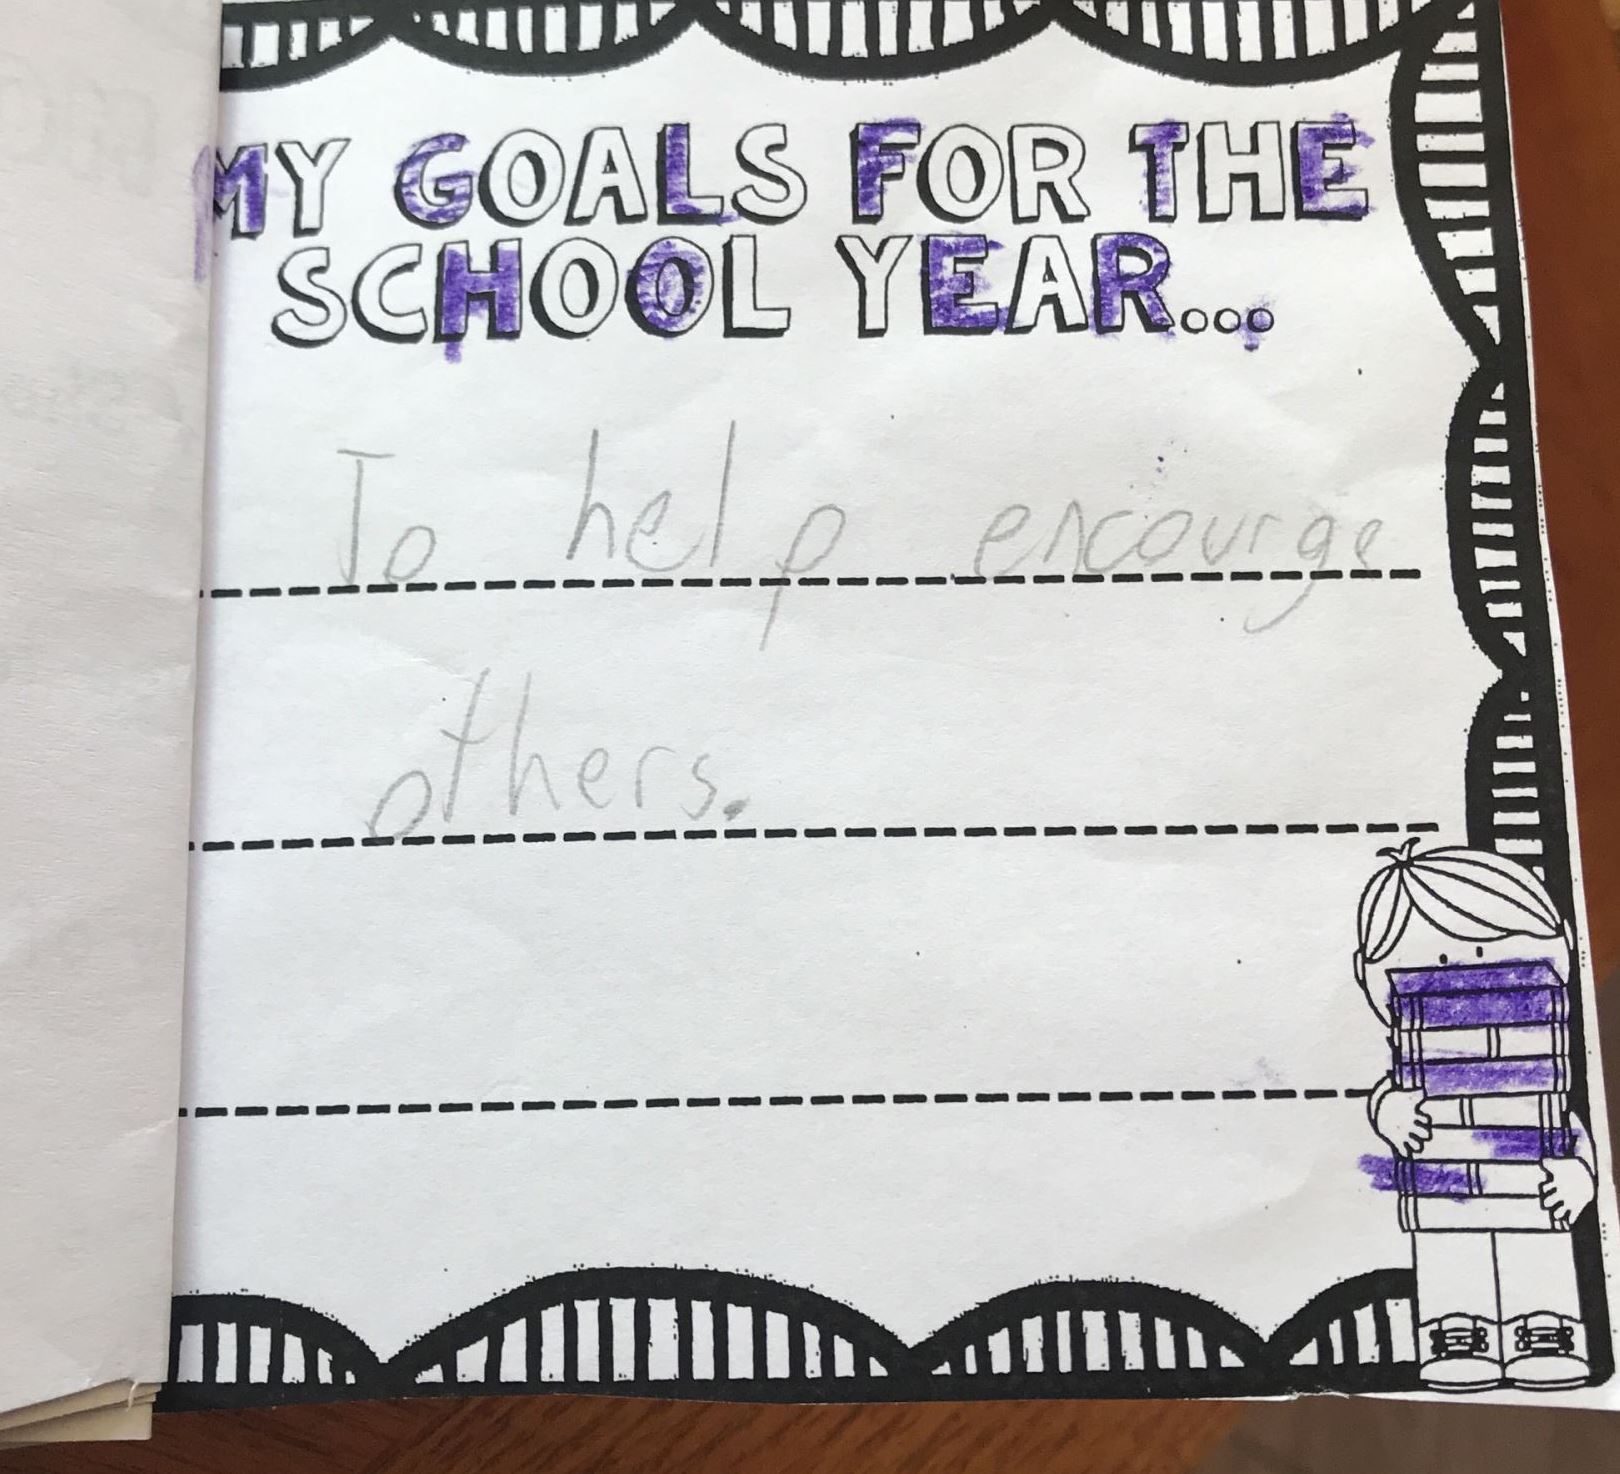 MY GOALS FOR THE
SCHOOL YEAR...
To help encourge
others.